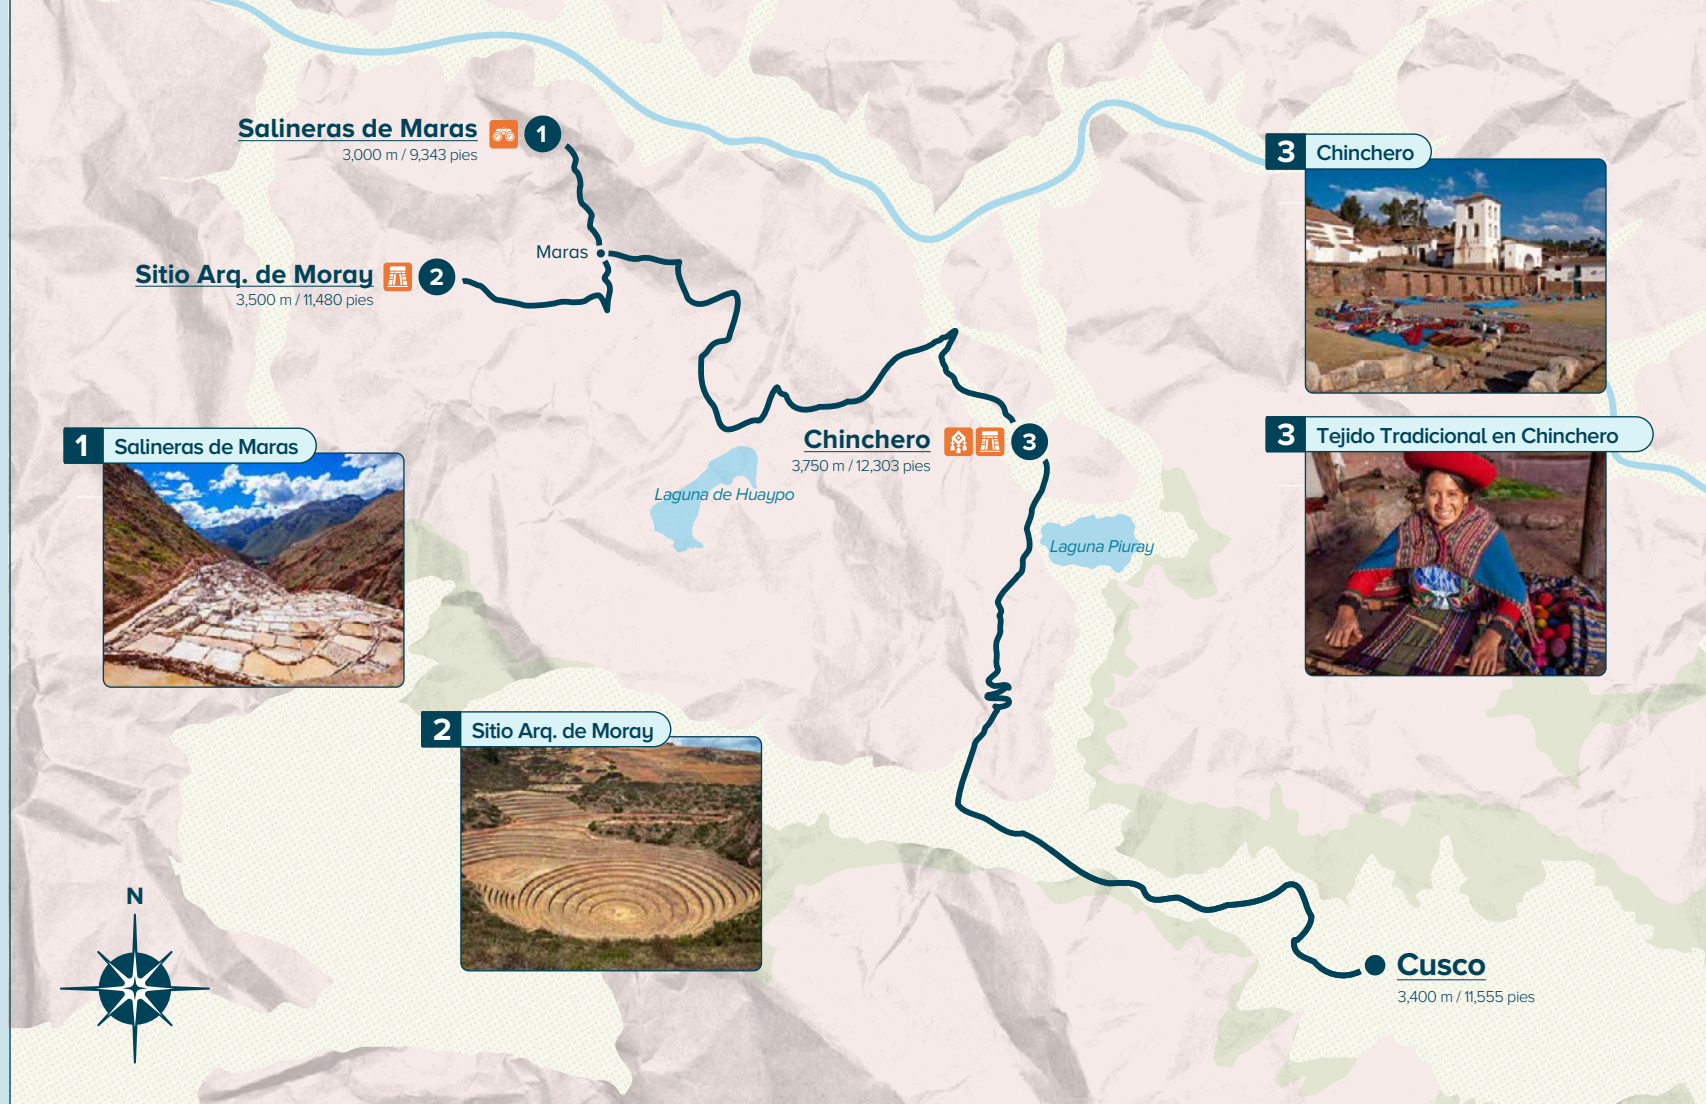 Salineras de Maras
1
3,000 m / 9,343 pies
Maras
Sitio Arq. de Moray
2
3,500 m / 11,480 pies
Chinchero
3
3,750 m / 12,303 pies
Laguna de Huaypo
Laguna Piuray
3 Chinchero
3 Tejido Tradicional en Chinchero
1 Salineras de Maras
2 Sitio Arq. de Moray
N
Cusco
3,400 m / 11,555 pies